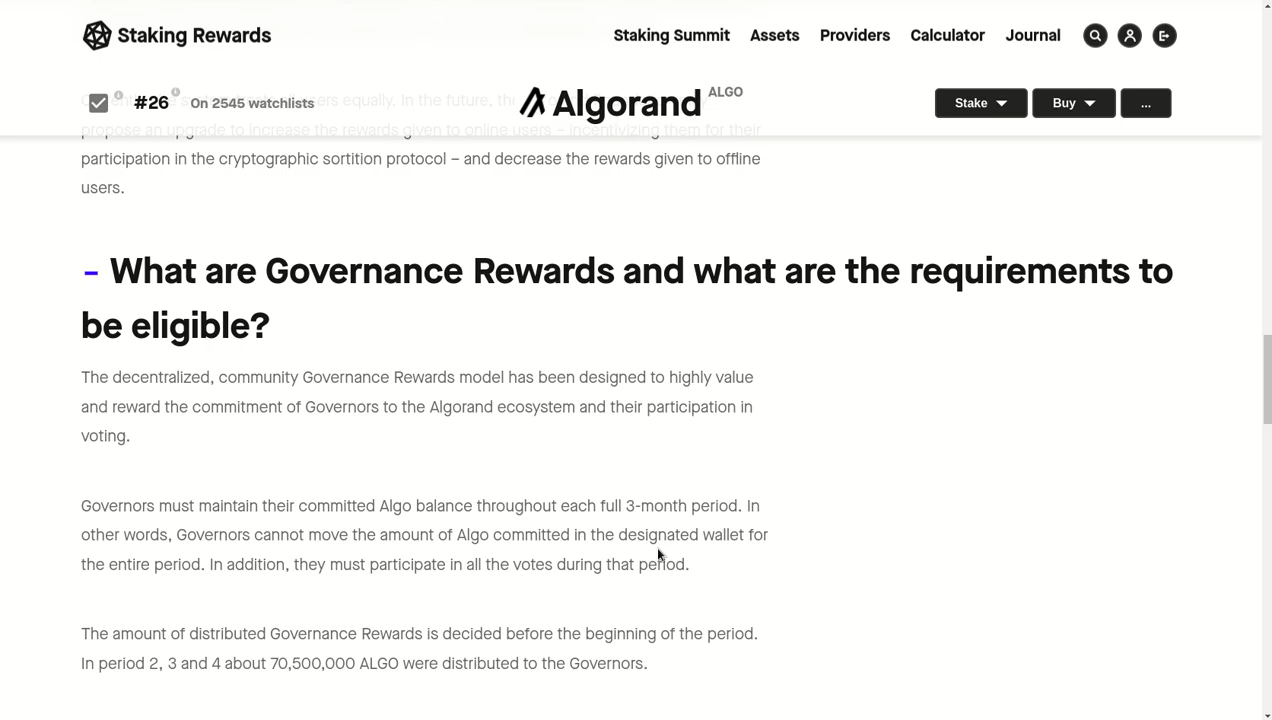 Staking Rewards
Staking Summit Assets Providers Calculator Journal
#26 On 2545 watchlists Algorand ALGO Stake Buy ...
users equally. In the future, the
propose an upgrade to increase the rewards given to online users – incentivizing them for their
participation in the cryptographic sortition protocol – and decrease the rewards given to offline
users.
- What are Governance Rewards and what are the requirements to
be eligible?
The decentralized, community Governance Rewards model has been designed to highly value
and reward the commitment of Governors to the Algorand ecosystem and their participation in
voting.
Governors must maintain their committed Algo balance throughout each full 3-month period. In
other words, Governors cannot move the amount of Algo committed in the designated wallet for
the entire period. In addition, they must participate in all the votes during that period.
The amount of distributed Governance Rewards is decided before the beginning of the period.
In period 2, 3 and 4 about 70,500,000 ALGO were distributed to the Governors.